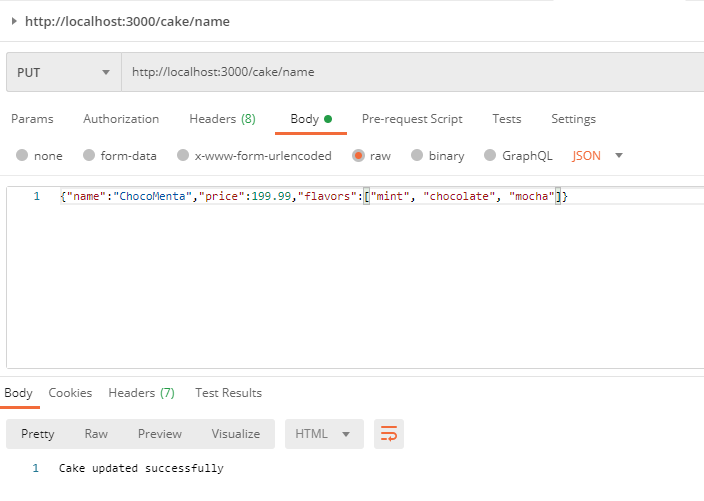 http://localhost:3000/cake/name
PUT http://localhost:3000/cake/name
Params Authorization Headers (8) Body Pre-request Script Tests Settings
none form-data x-www-form-urlencoded raw binary GraphQL JSON
1 {"name":"ChocoMenta","price":199.99,"flavors":["mint", "chocolate", "mocha"]}
Body Cookies Headers (7) Test Results
Pretty Raw Preview Visualize HTML
1 Cake updated successfully